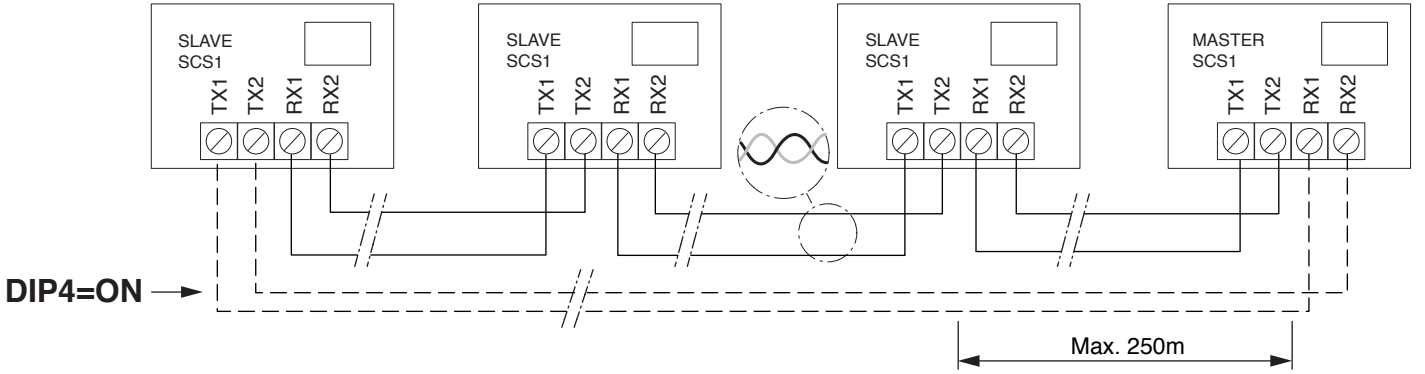 SLAVE
SCS1
TX1
TX2
RX1
RX2
SLAVE
SCS1
TX1
TX2
RX1
RX2
SLAVE
SCS1
TX1
TX2
RX1
RX2
MASTER
SCS1
TX1
TX2
RX1
RX2
DIP4=ON
Max. 250m